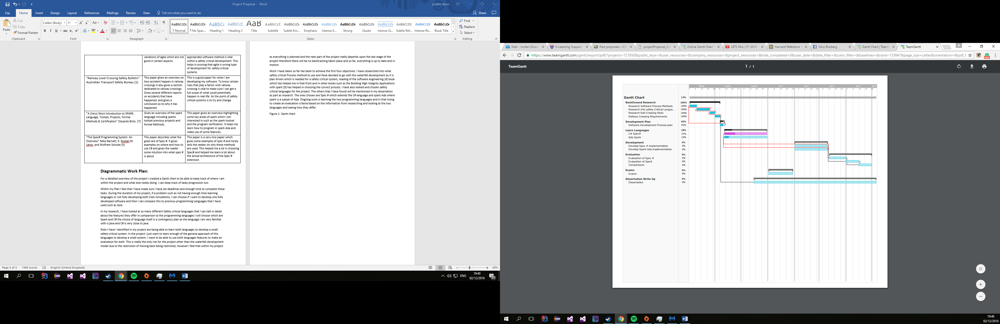 Project Proposal - Word
jordan dixon
File Home Insert Design Layout References Mailings Review View Tell me what you want to do
Share
Cut
Copy
Format Painter
Paste
Calibri (Body) 11
Clipboard Font Paragraph Styles Editing
AaBbCcDc AaBbCcDc AaBbCc AaBbCcC AaB AaBbCcC AaBbCcDt AaBbCcDt AaBbCcDt AaBbCcDc AaBbCcDt AaBbCcDt AABBCCDE AABBCCDE AaBbCcDt
¶ Normal ¶ No Spac... Heading 1 Heading 2 Title Subtitle Subtle Em... Emphasis Intense E... Strong Quote Intense Q... Subtle Ref... Intense Re... Book Title
Find
Replace
Select
variations of agile which are not
good in certain aspects.
appropriate software method is vital
within a safety critical development. This
helps in proving that agile is wrong type
of development for safety-critical
systems.
"Railway Level Crossing Safety Bulletin"
Australian Transport Safety Bureau [1]
This paper gives an overview on
how accident happen in railway
crossings it also gives a section
dedicated to railway crossings.
Gives several different reports
on accidents that have
happened, and gives a
conclusion as to why it has
happened.
This is a good paper for when I am
developing my software. To know certain
risks that play a factor with railway
crossing is vital to make sure I can get a
full scope of what could potentially
happen in real life. As the point of safety
critical systems is to try and change
"A (Very) Short Introduction to SPARK:
Language, Toolset, Projects, Formal
Methods & Certification" Eduardo Brito. [7]
Gives an overview of the spark
language including sparks
toolset previous projects and
formal Methods.
This paper gives an overview highlighting
some key areas of spark which I am
interested in such as the spark toolset
and the program verification. It helps me
learn how to program in spark Ada and
make use of some features.
"The Spec# Programming System: An
Overview" Mike Barnett, K. Rustan M.
Leino, and Wolfram Schulte [5]
This paper describes what the
goals are of Spec #. It gives
examples on where and how to
use C# and gives the reader
some intuition into what spec #
is about
This paper is a very nice paper which
gives some examples of spec # and nicely
tells the reader on why these methods
are used. This helped me a lot in choosing
Spec# and helped me learn a lot about
the actual architecture of the Spec #
extension
Diagrammatic Work Plan:
For a detailed overview of the project I created a Gantt chart to be able to keep track of where I am
within the project and what else needs doing. I can keep track of tasks progression too.
Within my Plan I feel that I have made sure I have set deadlines and enough time to complete these
tasks. During the duration of my project, if a problem such as not having enough time learning
languages or not fully developing both train simulations, I can choose if I want to develop one fully
developed software and then I can compare this to previous programming Languages that I have
used such as Java.
In my research, I have looked at so many different Safety critical languages that I can talk in detail
about the features they offer in comparison to the programming languages I will choose which are
Spark and C# the choice of language itself is a contingency plan as the language I am very familiar
with is java and C# is very close to java.
Risks I have I identified in my project are being able to learn both languages to develop a small
safety-critical system. In the project I just want to learn enough of the general approach of this
languages to develop a small system. I want to be able to use both languages features to make an
evaluation for both. This is really the only risk for the project other than the waterfall development
model due to the restriction of moving back being restricted, however I feel that within my project
as everything is planned and the next part of the project really depends upon the last stage of the
project therefore there will be no backtracking taken place and so far, everything is up to date and in
motion.
Work I have taken so far has been to achieve the first four objectives. I have researched into what
safety critical Process method to use and Have decided to go with the waterfall development as it is
plan driven which is needed for a safety critical system, reading of the software engineering [4] book
which has helped me in that front and in other books such as the Building High Integrity Applications
with spark [9] has helped in choosing the correct process. I have also looked and chosen safety
critical languages for the project. The others that I have found will be mentioned in my dissertation
as part as research. The ones chosen are Spec # which extends the C# language and spark Ada where
spark is a subset of Ada. Ongoing work is learning the two programming languages and in that trying
to create an evaluation criteria based on the information from researching and looking at the two
languages and seeing how they differ.
Figure 1: Gantt chart
Page 4 of 5 1969 words English (United Kingdom)
80%
ENG
19:40
02/12/2016
20
Mail - Jordan Dixon E-Learning Support Past proposals – CSC projectProposal_CS Online Gantt Chart LETS FAIL | F1 2016 Harvard Reference Nico Rosberg Gantt Chart | TeamG TeamGantt
https://www.teamgantt.com/gantt/export/pdf/?projects=727850&public_keys=&user_resources=&company_resources=&project_resources=&hide_completed=0&user_date=&date_filter=&color_filter=&baselines=&rand=133847&page_size=Letter&orientation=l&pdf_t
NEW
TeamGantt
1 / 1
10/16 11/16 12/16 1/17 2/17 3/17 4/17 5/17
Gantt Chart 13%
BackGround Research 100%
Research Software Process Methods 100%
Research into safety Critical Langua... 100%
Research Rail Crossing Risks 100%
Railway Crossing Requirements 100%
Development Plan 65%
Software Development Process plan 65%
Learn Languages 18%
C# Spec# 25%
Ada Spark 10%
Development 0%
Develop Spec # implementation 0%
Develop Spark Ada implementation 0%
Evaluation 0%
Evaluation of Spec # 0%
Evaluation of Spark 0%
Comparisons 0%
Exams 0%
Exams 0%
Dissertation Write Up 0%
Dissertation 0%
19:40
02/12/2016